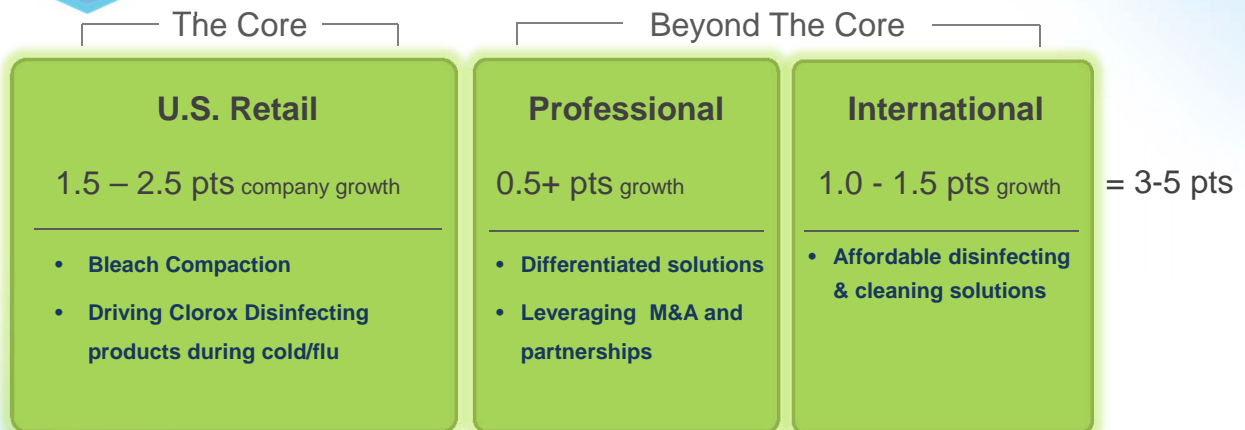 The Core
Beyond The Core
U.S. Retail
1.5 – 2.5 pts company growth
• Bleach Compaction
• Driving Clorox Disinfecting
products during cold/flu
Professional
0.5+ pts growth
• Differentiated solutions
• Leveraging M&A and
partnerships
International
1.0 - 1.5 pts growth
• Affordable disinfecting
& cleaning solutions
= 3-5 pts